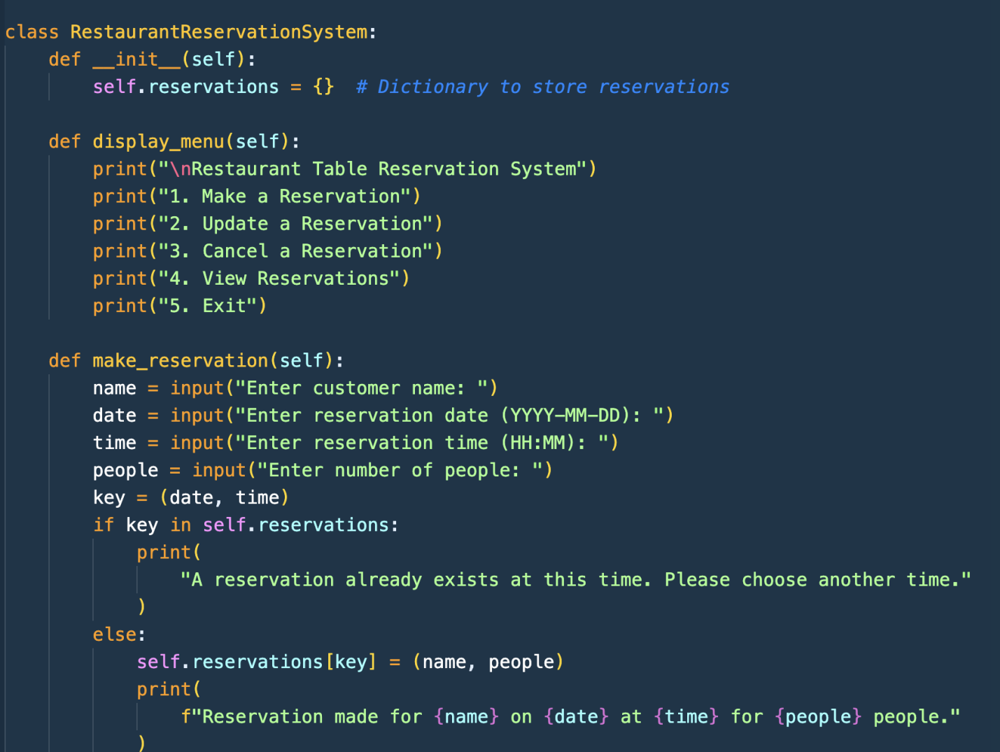 class RestaurantReservationSystem:
    def __init__(self):
        self.reservations = {}  # Dictionary to store reservations

    def display_menu(self):
        print("\nRestaurant Table Reservation System")
        print("1. Make a Reservation")
        print("2. Update a Reservation")
        print("3. Cancel a Reservation")
        print("4. View Reservations")
        print("5. Exit")

    def make_reservation(self):
        name = input("Enter customer name: ")
        date = input("Enter reservation date (YYYY-MM-DD): ")
        time = input("Enter reservation time (HH:MM): ")
        people = input("Enter number of people: ")
        key = (date, time)
        if key in self.reservations:
            print(
                "A reservation already exists at this time. Please choose another time."
            )
        else:
            self.reservations[key] = (name, people)
            print(
                f"Reservation made for {name} on {date} at {time} for {people} people."
            )